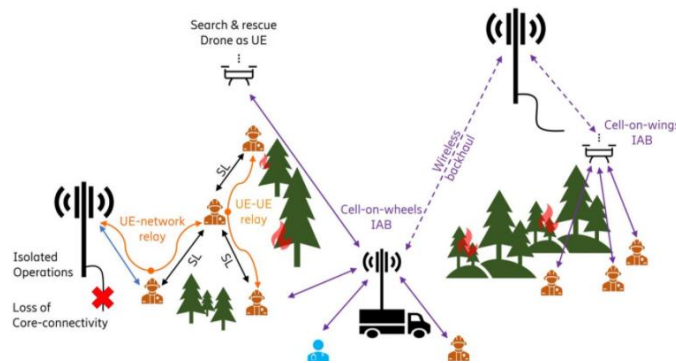 Search & rescue
Drone as UE
Cell-on-wings
IAB
Wireless
backhaul
SL
UE-UE
relay
Cell-on-wheels
IAB
UE-network
relay
SL
SL
Isolated
Operations
Loss of
Core-connectivity